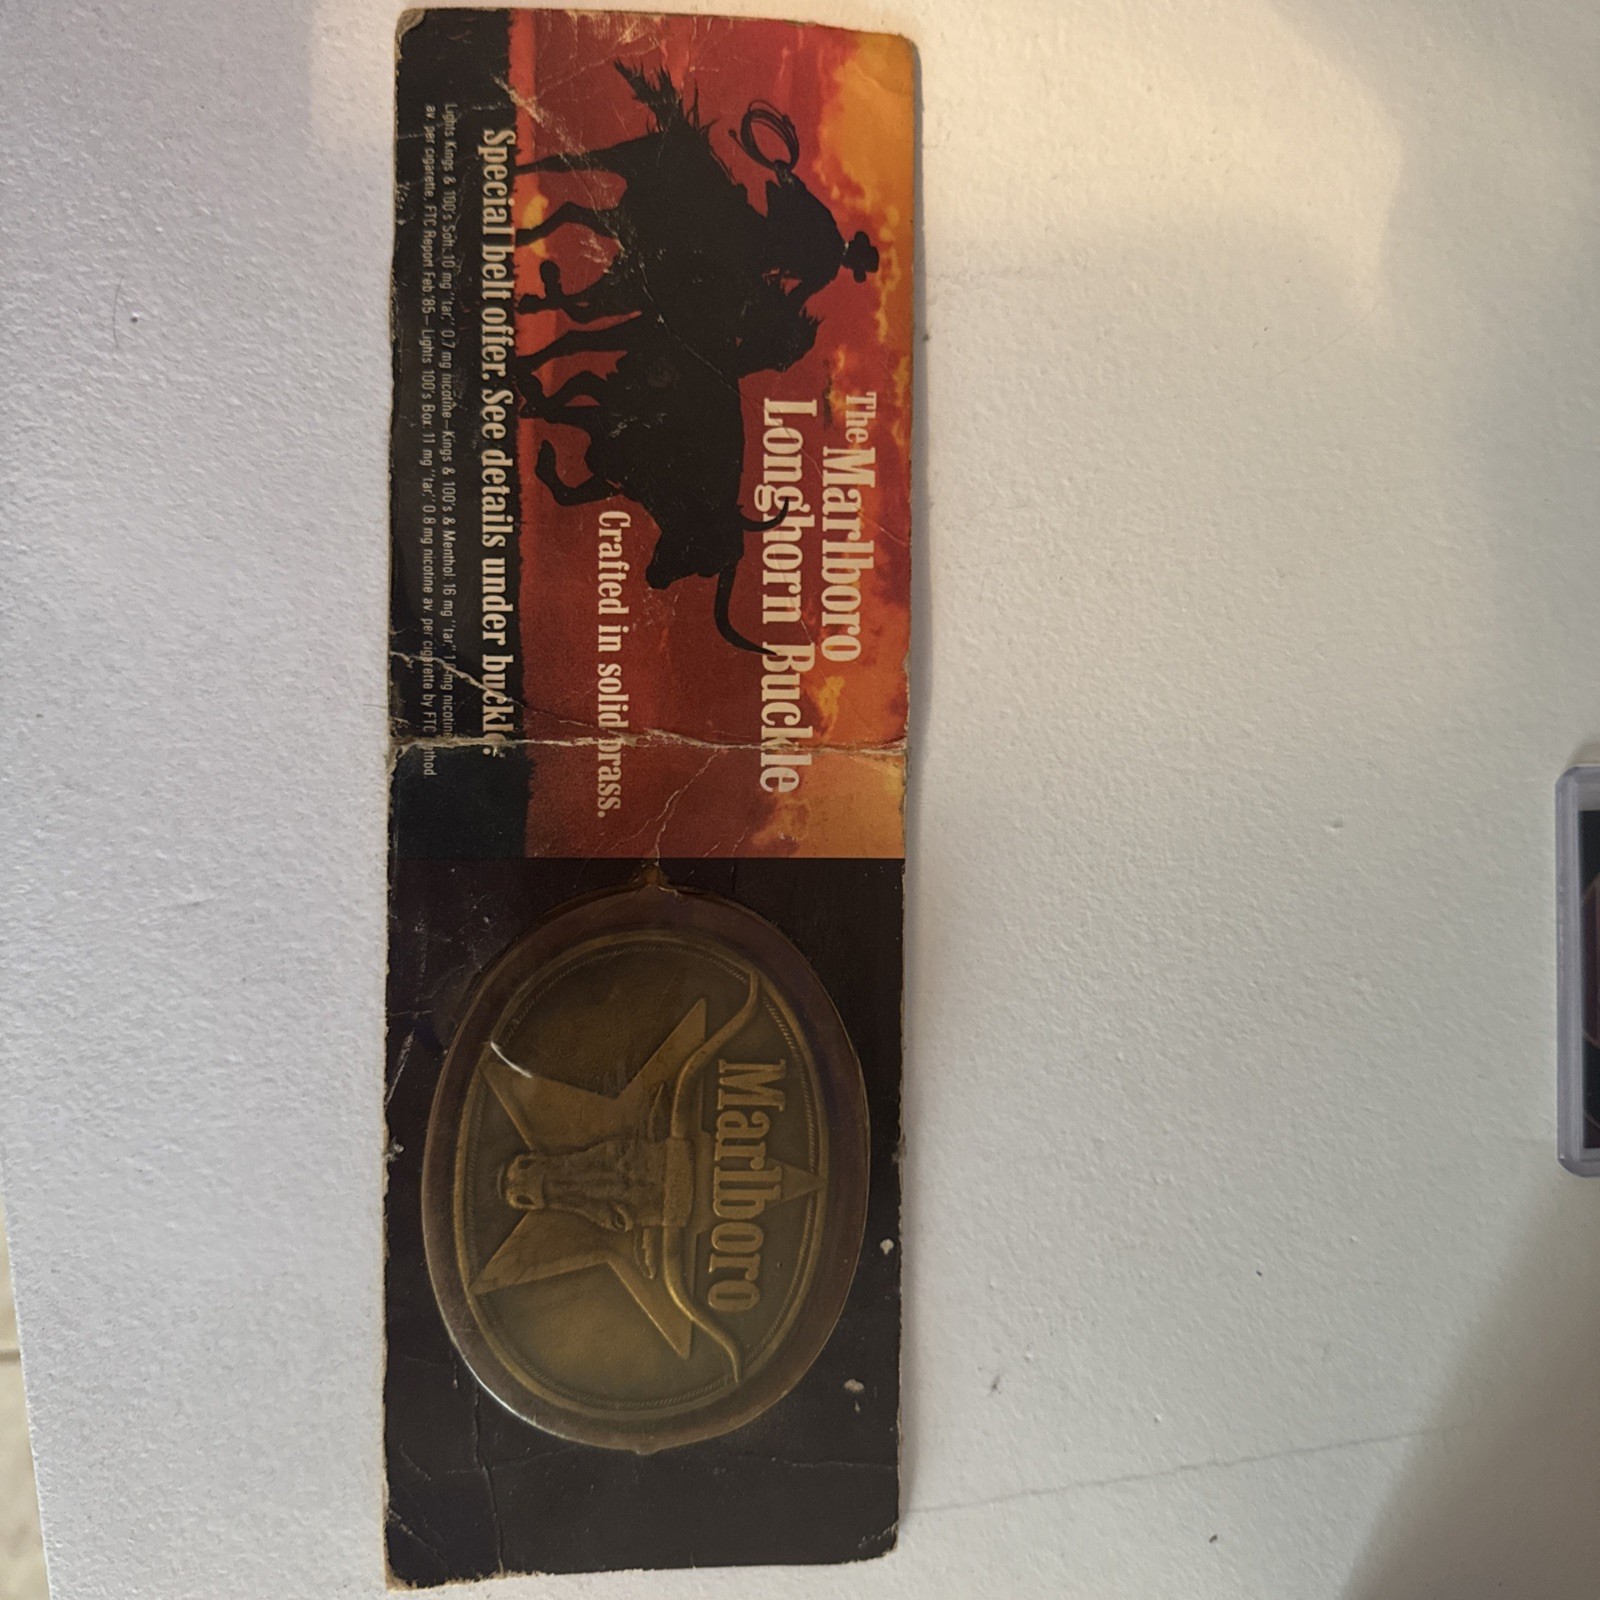 The Marlboro
Longhorn Buckle
Crafted in solid brass.
Special belt offer. See details under buckle.
Lights Kings & 100's Soft: 10 mg "tar," 0.7 mg nicotine—Kings & 100's & Menthol: 16 mg "tar," mg nicotine
av. per cigarette, FTC Report Feb '85—Lights 100's Box: 11 mg "tar," 0.8 mg nicotine av. per cigarette by FTC
Marlboro